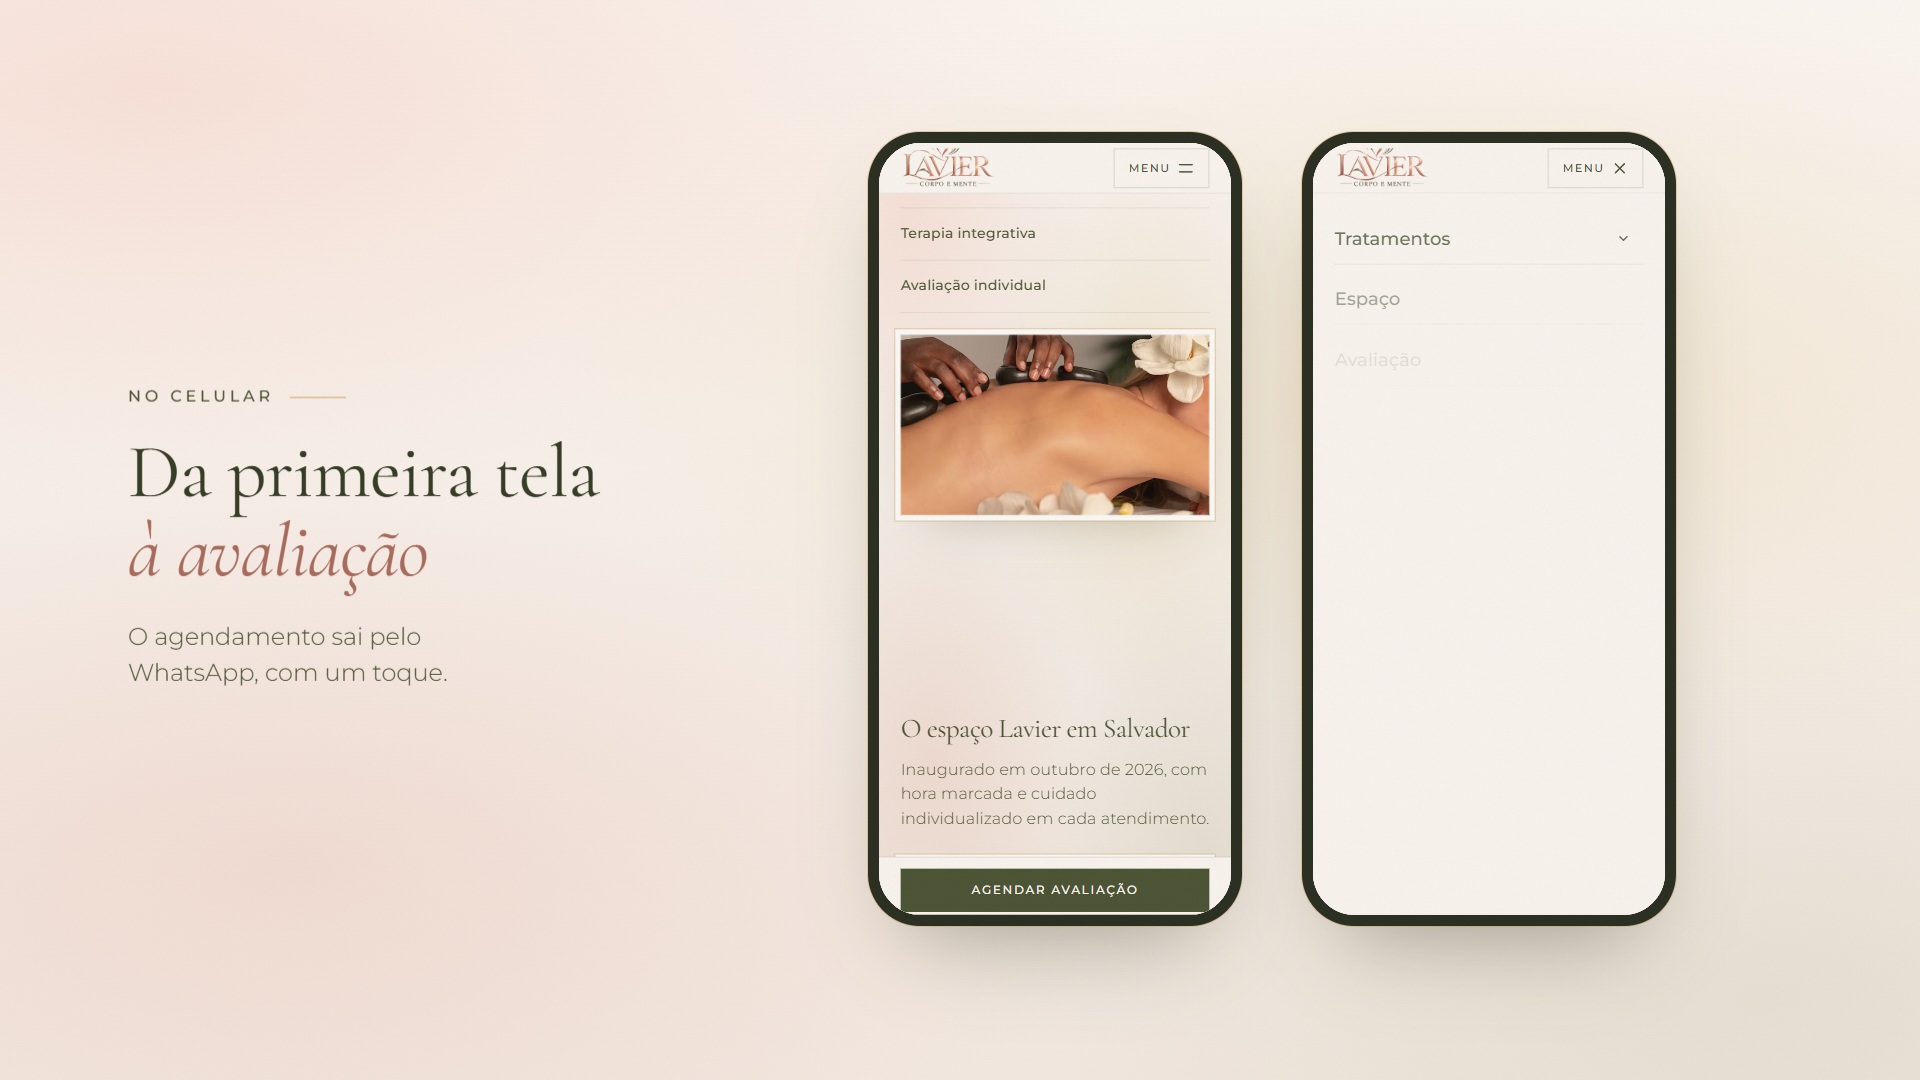 NO CELULAR
Da primeira tela
à avaliação
O agendamento sai pelo
WhatsApp, com um toque.
LAVIER
CORPO E MENTE
MENU
Terapia integrativa
Avaliação individual
O espaço Lavier em Salvador
Inaugurado em outubro de 2026, com
hora marcada e cuidado
individualizado em cada atendimento.
AGENDAR AVALIAÇÃO
LAVIER
CORPO E MENTE
MENU
Tratamentos
Espaço
Avaliação